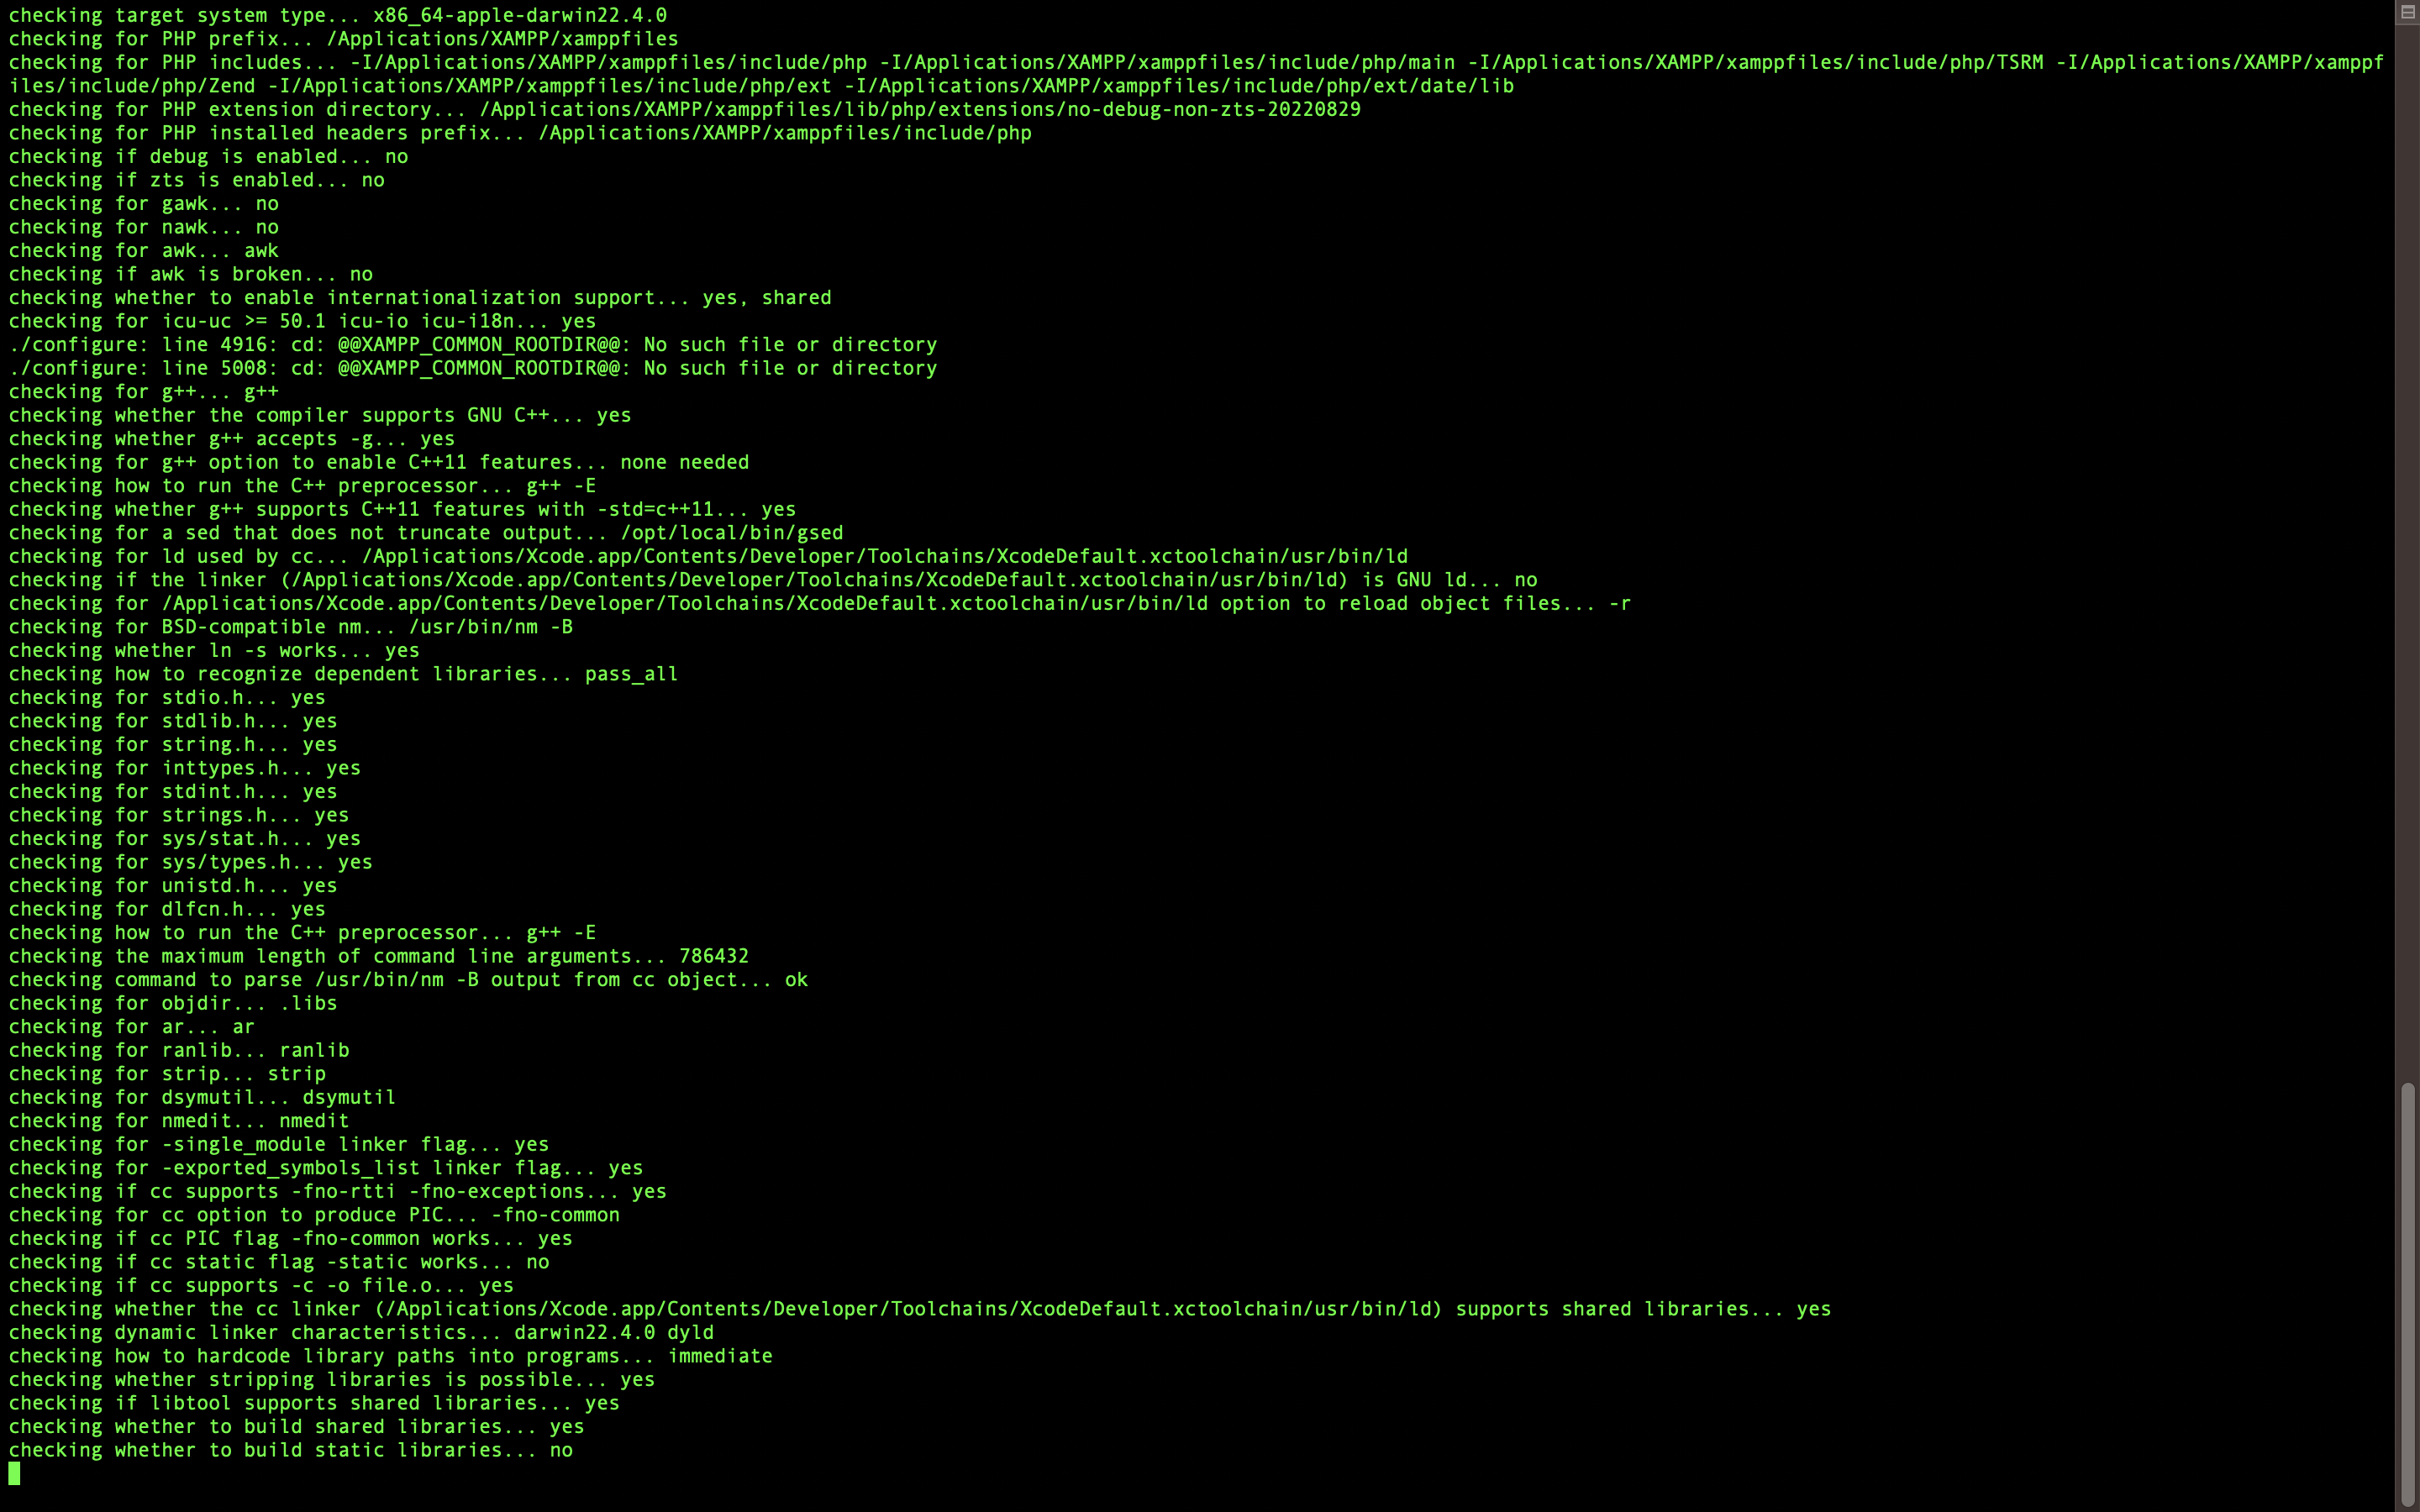 checking target system type... x86_64-apple-darwin22.4.0
checking for PHP prefix... /Applications/XAMPP/xamppfiles
checking for PHP includes... -I/Applications/XAMPP/xamppfiles/include/php -I/Applications/XAMPP/xamppfiles/include/php/main -I/Applications/XAMPP/xamppfiles/include/php/TSRM -I/Applications/XAMPP/xamppf
iles/include/php/Zend -I/Applications/XAMPP/xamppfiles/include/php/ext -I/Applications/XAMPP/xamppfiles/include/php/ext/date/lib
checking for PHP extension directory... /Applications/XAMPP/xamppfiles/lib/php/extensions/no-debug-non-zts-20220829
checking for PHP installed headers prefix... /Applications/XAMPP/xamppfiles/include/php
checking if debug is enabled... no
checking if zts is enabled... no
checking for gawk... no
checking for nawk... no
checking for awk... awk
checking if awk is broken... no
checking whether to enable internationalization support... yes, shared
checking for icu-uc >= 50.1 icu-io icu-i18n... yes
./configure: line 4916: cd: @@XAMPP_COMMON_ROOTDIR@@: No such file or directory
./configure: line 5008: cd: @@XAMPP_COMMON_ROOTDIR@@: No such file or directory
checking for g++... g++
checking whether the compiler supports GNU C++... yes
checking whether g++ accepts -g... yes
checking for g++ option to enable C++11 features... none needed
checking how to run the C++ preprocessor... g++ -E
checking whether g++ supports C++11 features with -std=c++11... yes
checking for a sed that does not truncate output... /opt/local/bin/gsed
checking for ld used by cc... /Applications/Xcode.app/Contents/Developer/Toolchains/XcodeDefault.xctoolchain/usr/bin/ld
checking if the linker (/Applications/Xcode.app/Contents/Developer/Toolchains/XcodeDefault.xctoolchain/usr/bin/ld) is GNU ld... no
checking for /Applications/Xcode.app/Contents/Developer/Toolchains/XcodeDefault.xctoolchain/usr/bin/ld option to reload object files... -r
checking for BSD-compatible nm... /usr/bin/nm -B
checking whether ln -s works... yes
checking how to recognize dependent libraries... pass_all
checking for stdio.h... yes
checking for stdlib.h... yes
checking for string.h... yes
checking for inttypes.h... yes
checking for stdint.h... yes
checking for strings.h... yes
checking for sys/stat.h... yes
checking for sys/types.h... yes
checking for unistd.h... yes
checking for dlfcn.h... yes
checking how to run the C++ preprocessor... g++ -E
checking the maximum length of command line arguments... 786432
checking command to parse /usr/bin/nm -B output from cc object... ok
checking for objdir... .libs
checking for ar... ar
checking for ranlib... ranlib
checking for strip... strip
checking for dsymutil... dsymutil
checking for nmedit... nmedit
checking for -single_module linker flag... yes
checking for -exported_symbols_list linker flag... yes
checking if cc supports -fno-rtti -fno-exceptions... yes
checking for cc option to produce PIC... -fno-common
checking if cc PIC flag -fno-common works... yes
checking if cc static flag -static works... no
checking if cc supports -c -o file.o... yes
checking whether the cc linker (/Applications/Xcode.app/Contents/Developer/Toolchains/XcodeDefault.xctoolchain/usr/bin/ld) supports shared libraries... yes
checking dynamic linker characteristics... darwin22.4.0 dyld
checking how to hardcode library paths into programs... immediate
checking whether stripping libraries is possible... yes
checking if libtool supports shared libraries... yes
checking whether to build shared libraries... yes
checking whether to build static libraries... no